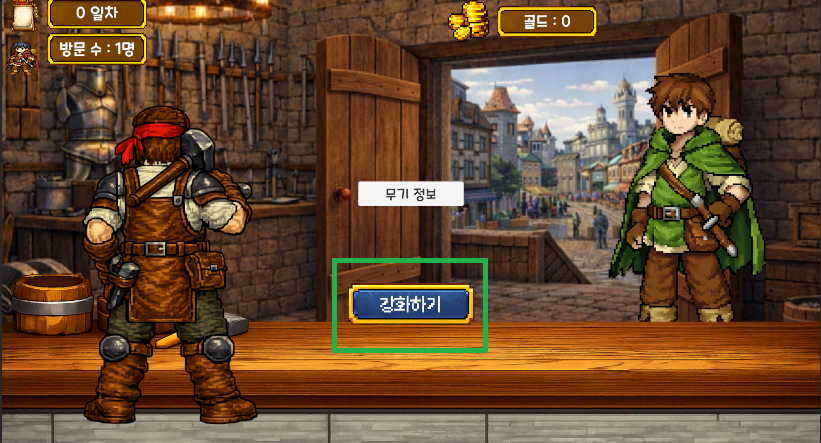 0 일차
골드 : 0
방문 수 : 1명
무기 정보
강화하기